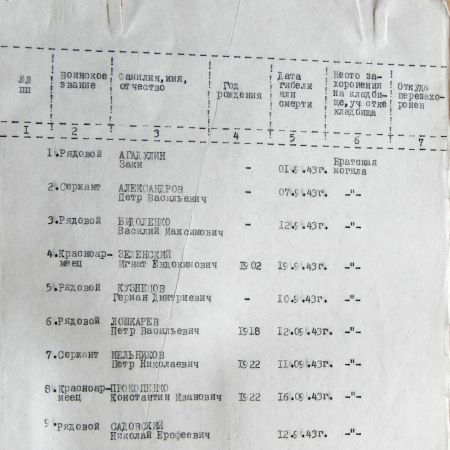 №№ пп | Воинское звание | Фамилия, имя, отчество | Год рождения | Дата гибели или смерти | Место захоронения на кладбище, уч-стке кладбища | Откуда перезахоронен
I 2 3 4 5 6 7
1. Рядовой АГАДУЛИН Братская
Заки - 01.9.43г. могила
2. Сержант АЛЕКСАНДРОВ - 07.9.43г. -"-
Петр Васильевич
3. Рядовой БИДОЛЕНКО
Василий Максимович - 12.9.43г. -"-
4. Красноар- ЗЕЛЕНСКИЙ
меец Игнат Евдокимович 1902 19.9.43г. -"-
5. Рядовой КУЗНЕЦОВ
Герман Дмитриевич - 10.9.43г. -"-
6. Рядовой ЛОШКАРЕВ
Петр Васильевич 1918 12.09.43г. -"-
7. Сержант МЕЛЬНИКОВ
Петр Николаевич 1922 11.09.43г. -"-
8. Красноар- ПРОКОПЕНКО
меец Константин Иванович 1922 16.09.43г. -"-
9. Рядовой САДОВСКИЙ
Николай Ерофеевич 12.9.43г. -"-